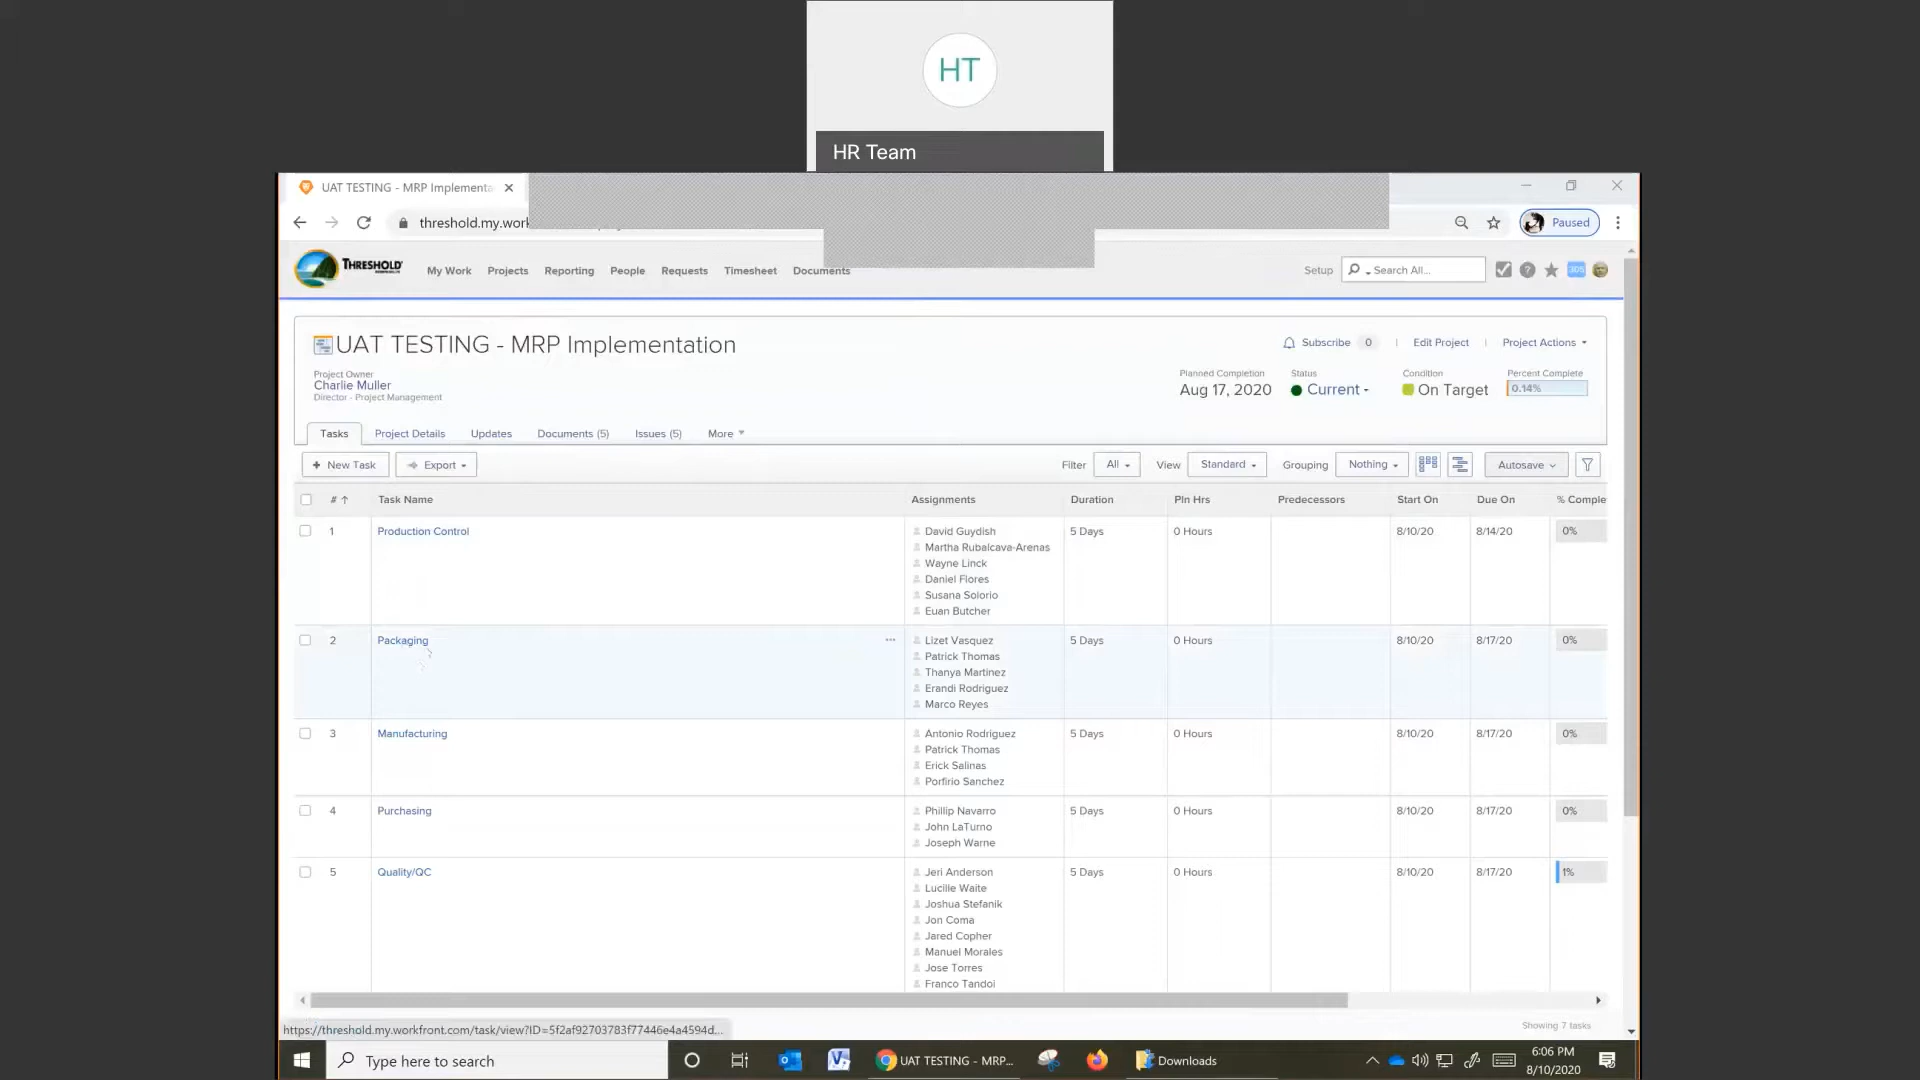 HT
HR Team
UAT TESTING - MRP Implementa
threshold.my.work
Paused
THRESHOLD
My Work Projects Reporting People Requests Timesheet Documents
Setup Search All...
UAT TESTING - MRP Implementation
Subscribe 0 | Edit Project | Project Actions
Project Owner
Charlie Muller
Director - Project Management
Planned Completion Status Condition Percent Complete
Aug 17, 2020 Current On Target 0.14%
Tasks Project Details Updates Documents (5) Issues (5) More
+ New Task Export Filter All View Standard Grouping Nothing Autosave
# Task Name Assignments Duration Pln Hrs Predecessors Start On Due On % Comple
1 Production Control David Guydish 5 Days 0 Hours 8/10/20 8/14/20 0%
Martha Rubalcava-Arenas
Wayne Linck
Daniel Flores
Susana Solorio
Euan Butcher
2 Packaging ... Lizet Vasquez 5 Days 0 Hours 8/10/20 8/17/20 0%
Patrick Thomas
Thanya Martinez
Erandi Rodriguez
Marco Reyes
3 Manufacturing Antonio Rodriguez 5 Days 0 Hours 8/10/20 8/17/20 0%
Patrick Thomas
Erick Salinas
Porfirio Sanchez
4 Purchasing Phillip Navarro 5 Days 0 Hours 8/10/20 8/17/20 0%
John LaTurno
Joseph Warne
5 Quality/QC Jeri Anderson 5 Days 0 Hours 8/10/20 8/17/20 1%
Lucille Waite
Joshua Stefanik
Jon Coma
Jared Copher
Manuel Morales
Jose Torres
Franco Tandoi
Showing 7 tasks
https://threshold.my.workfront.com/task/view?ID=5f2af92703783f77446e4a4594d...
Type here to search
UAT TESTING - MRP...
Downloads
6:06 PM
8/10/2020